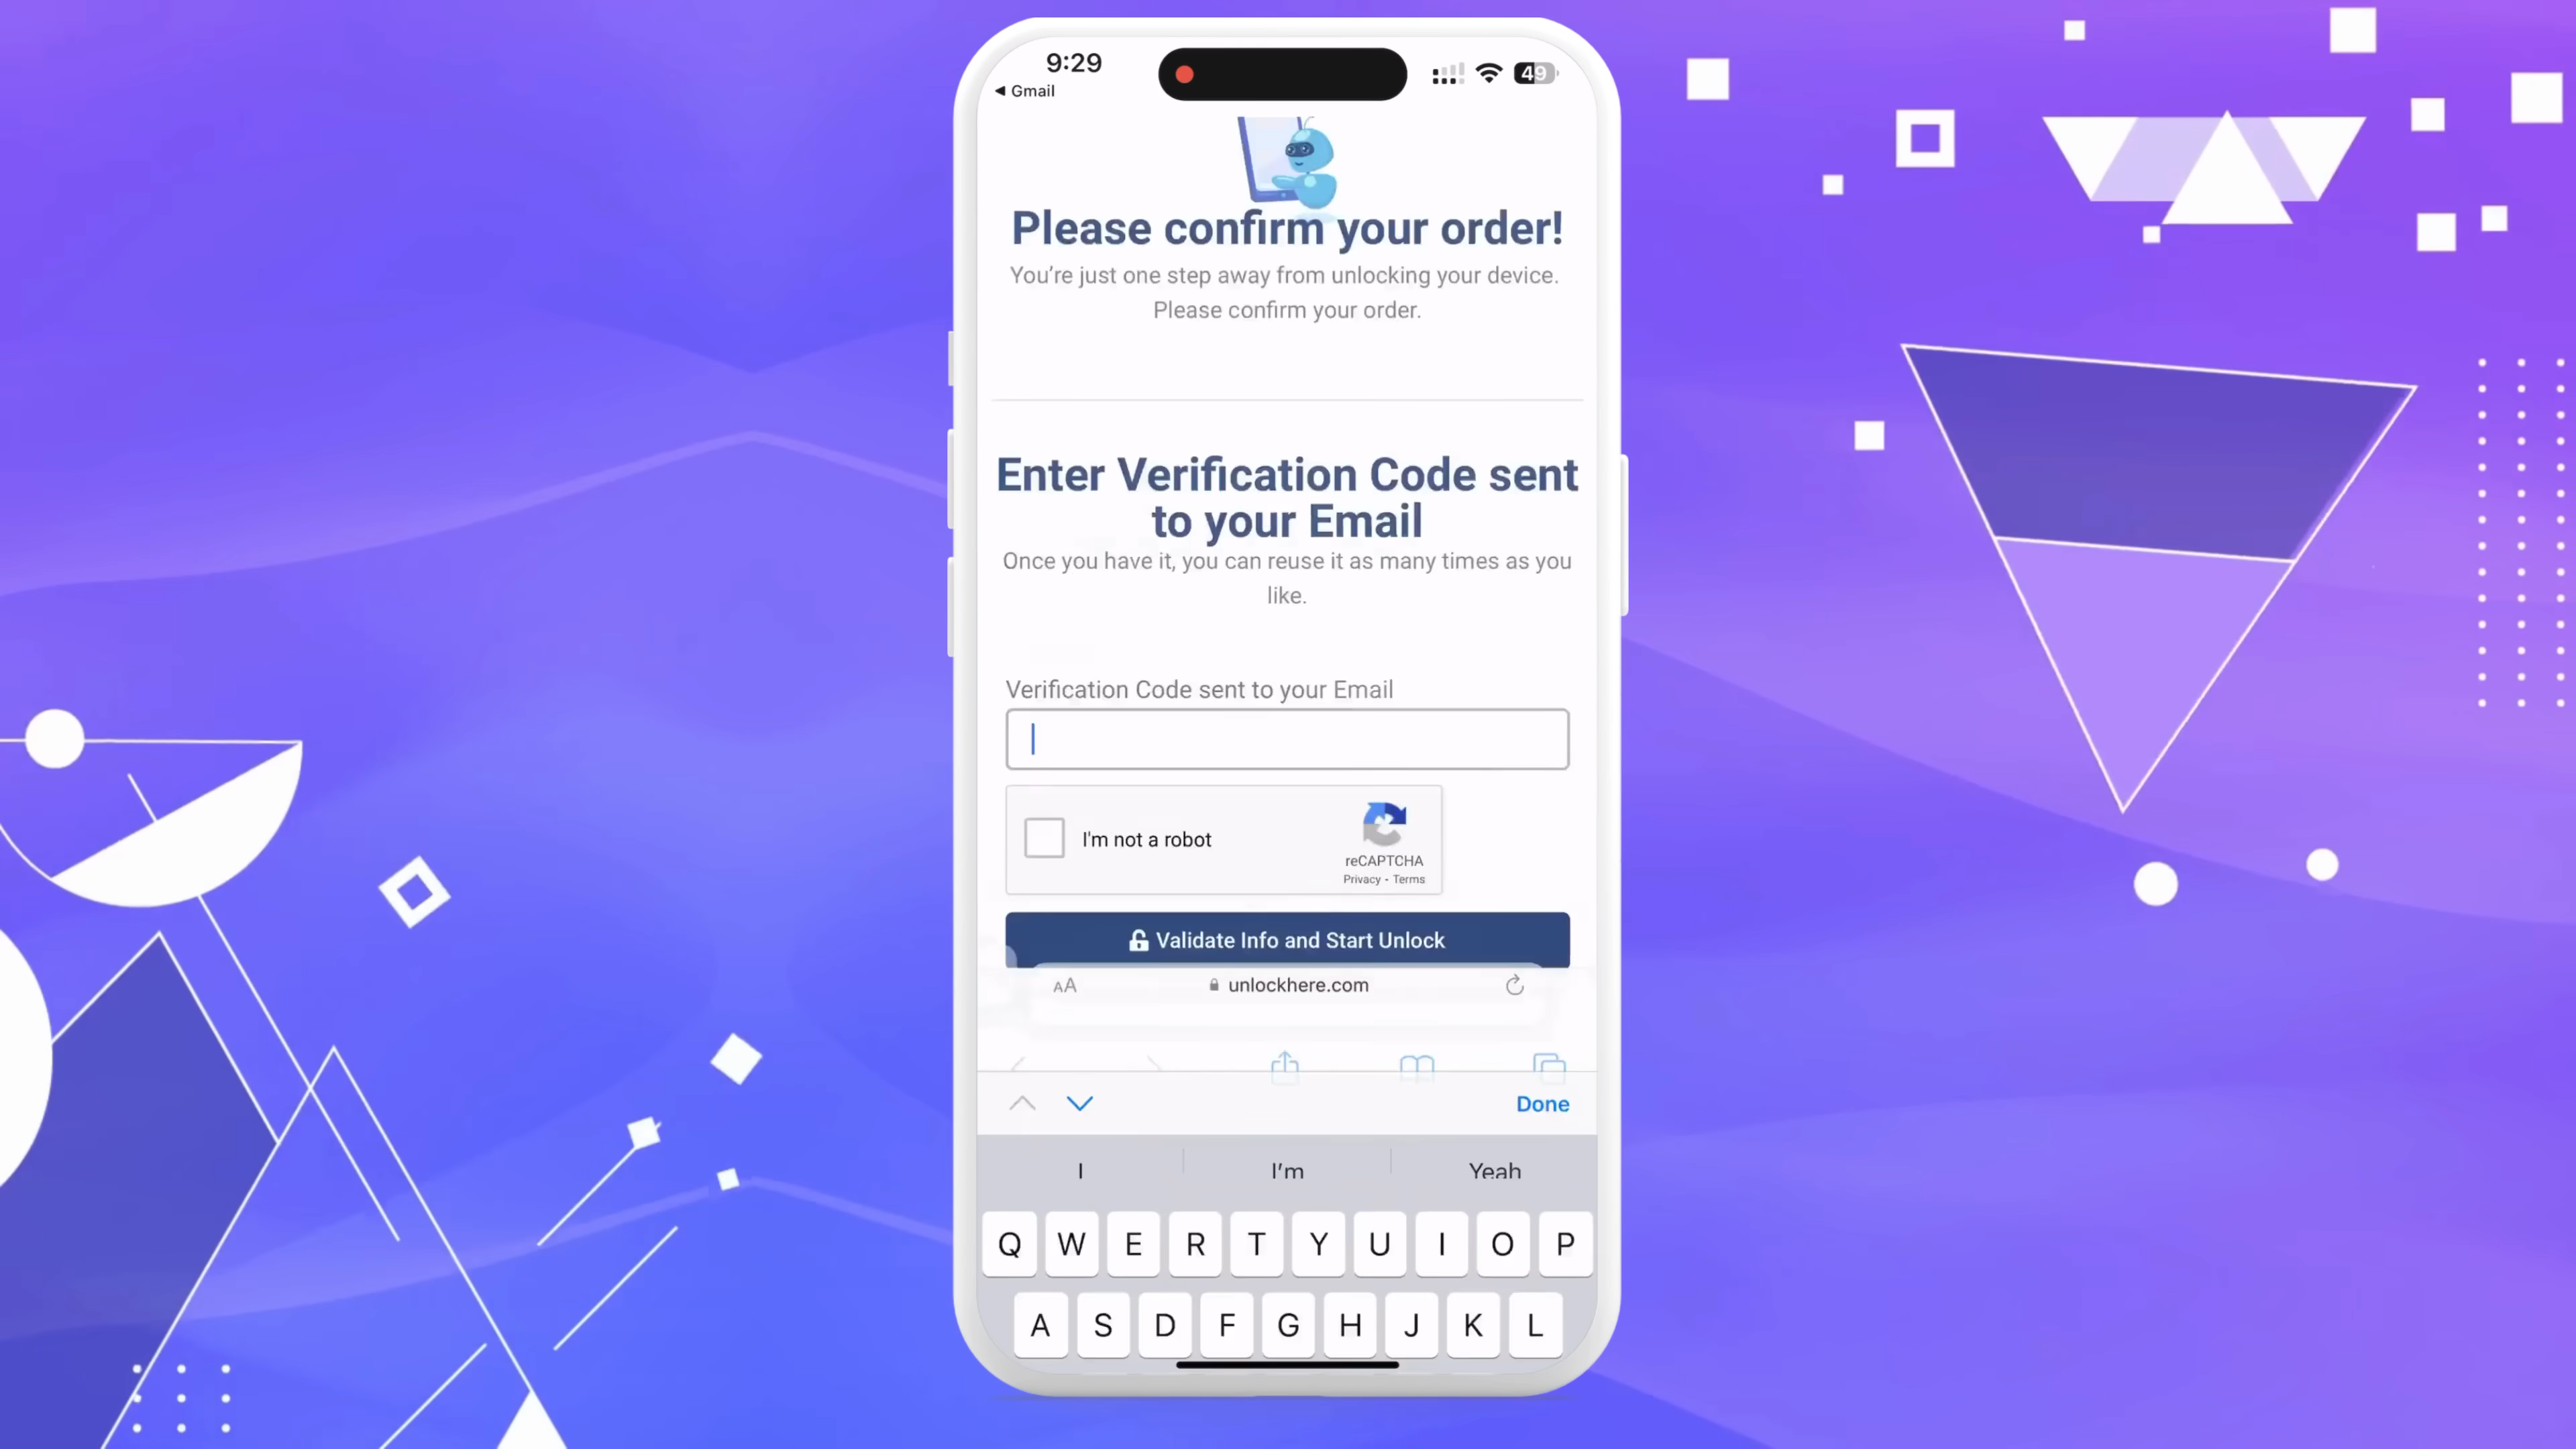 9:29
◀ Gmail
49
Please confirm your order!
You're just one step away from unlocking your device.
Please confirm your order.
Enter Verification Code sent
to your Email
Once you have it, you can reuse it as many times as you
like.
Verification Code sent to your Email
I'm not a robot
reCAPTCHA
Privacy - Terms
Validate Info and Start Unlock
AA
unlockhere.com
Done
I
I'm
Yeah
Q W E R T Y U I O P
A S D F G H J K L